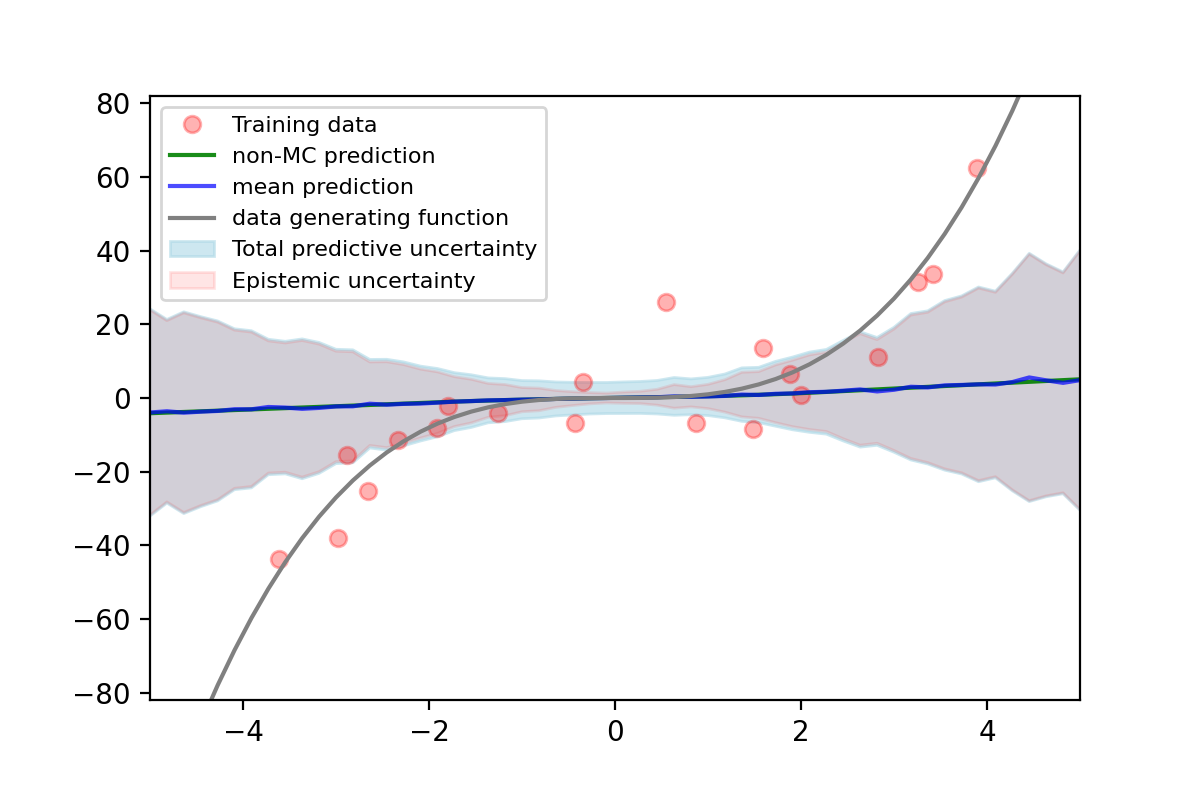 80
60
40
20
0
−20
−40
−60
−80
Training data
non-MC prediction
mean prediction
data generating function
Total predictive uncertainty
Epistemic uncertainty
−4 −2 0 2 4